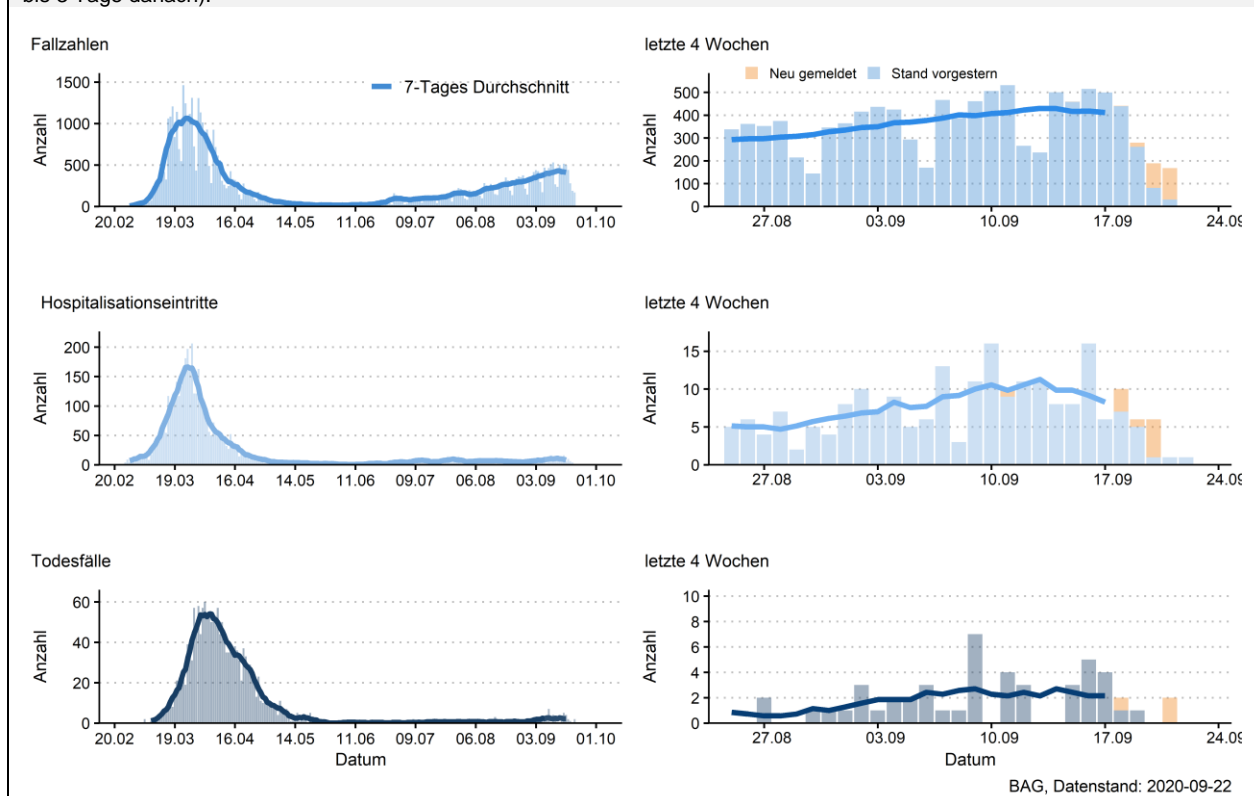 bis 3 Tage danach).
Fallzahlen
1500
1000
500
0
Anzahl
7-Tages Durchschnitt
20.02 19.03 16.04 14.05 11.06 09.07 06.08 03.09 01.10
letzte 4 Wochen
Neu gemeldet Stand vorgestern
500
400
300
200
100
0
Anzahl
27.08 03.09 10.09 17.09 24.09
Hospitalisationseintritte
200
150
100
50
0
Anzahl
20.02 19.03 16.04 14.05 11.06 09.07 06.08 03.09 01.10
letzte 4 Wochen
15
10
5
0
Anzahl
27.08 03.09 10.09 17.09 24.09
Todesfälle
60
40
20
0
Anzahl
20.02 19.03 16.04 14.05 11.06 09.07 06.08 03.09 01.10
Datum
letzte 4 Wochen
10
8
6
4
2
0
Anzahl
27.08 03.09 10.09 17.09 24.09
Datum
BAG, Datenstand: 2020-09-22